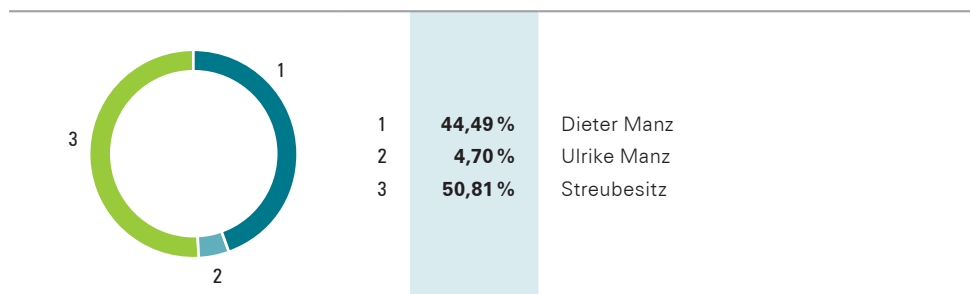 1
3
2
1 44,49 % Dieter Manz
2 4,70 % Ulrike Manz
3 50,81 % Streubesitz